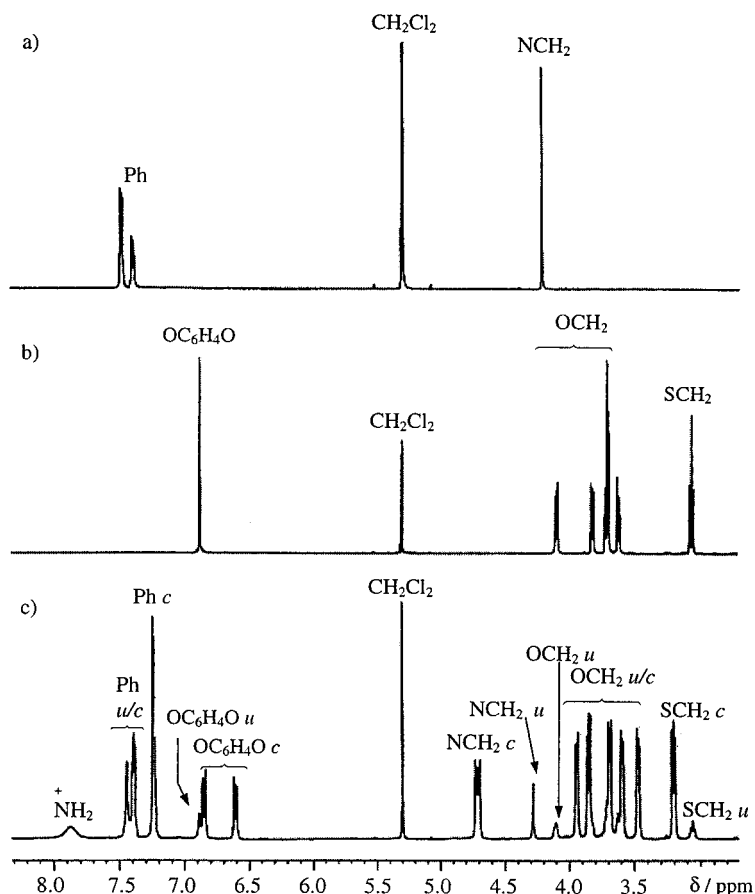 a)
CH2Cl2
NCH2
Ph
b)
OC6H4O
CH2Cl2
OCH2
SCH2
c)
Ph c
CH2Cl2
Ph
u/c
OC6H4O u
OC6H4O c
+
NH2
NCH2 c
NCH2 u
OCH2 u
OCH2 u/c
SCH2 c
SCH2 u
8.0 7.5 7.0 6.5 6.0 5.5 5.0 4.5 4.0 3.5 δ/ ppm